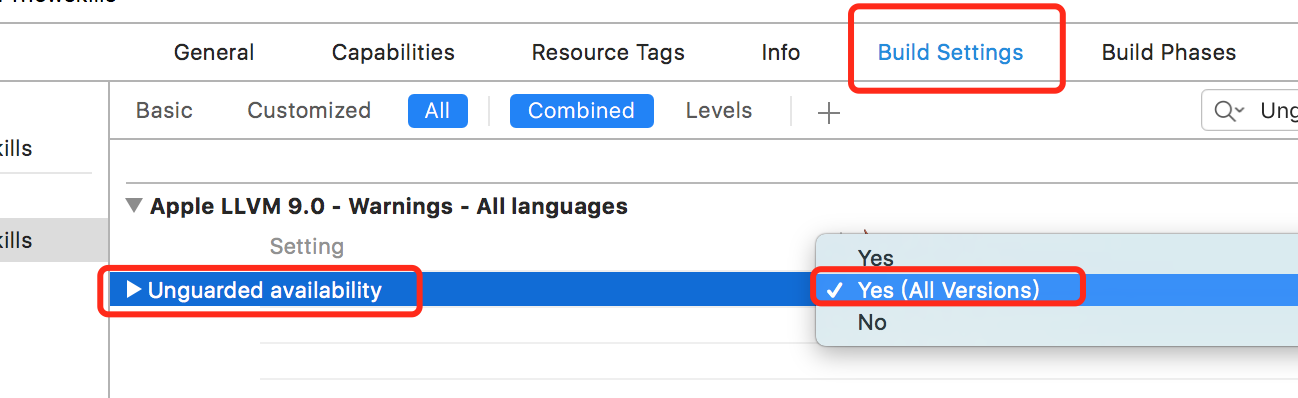 General Capabilities Resource Tags Info Build Settings Build Phases
Basic Customized All Combined Levels Ung
kills
Apple LLVM 9.0 - Warnings - All languages
kills Setting
Yes
Unguarded availability Yes (All Versions)
No